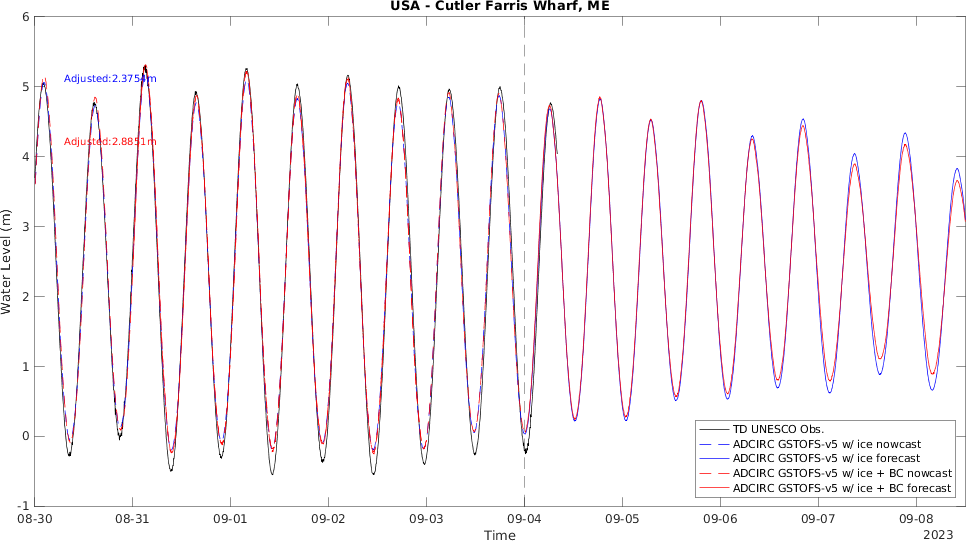 USA - Cutler Farris Wharf, ME
6
Adjusted:2.3754m
5
Adjusted:2.8851m
4
3
Water Level (m)
2
1
0
-1
TD UNESCO Obs.
ADCIRC GSTOFS-v5 w/ ice nowcast
ADCIRC GSTOFS-v5 w/ ice forecast
ADCIRC GSTOFS-v5 w/ ice + BC nowcast
ADCIRC GSTOFS-v5 w/ ice + BC forecast
08-30 08-31 09-01 09-02 09-03 09-04 09-05 09-06 09-07 09-08
Time
2023